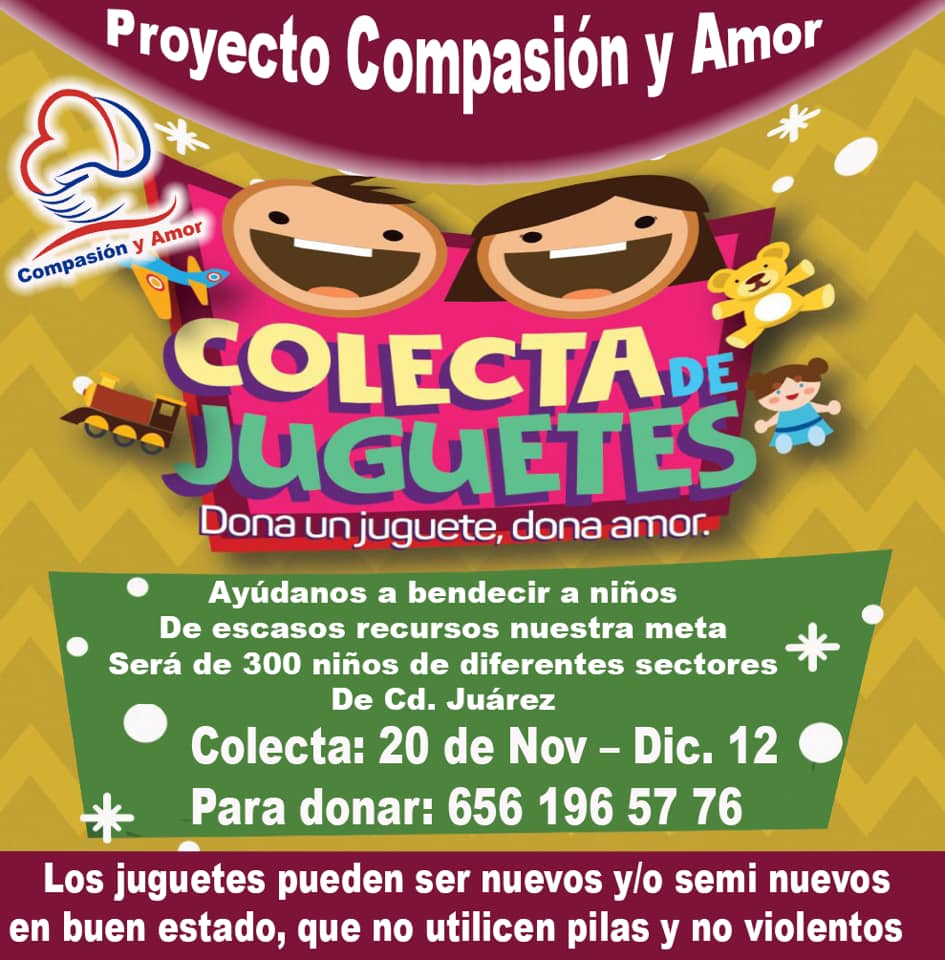 Proyecto Compasión y Amor
Compasión y Amor
COLECTA DE
JUGUETES
Dona un juguete, dona amor.
Ayúdanos a bendecir a niños
De escasos recursos nuestra meta
Será de 300 niños de diferentes sectores
De Cd. Juárez
Colecta: 20 de Nov – Dic. 12
Para donar: 656 196 57 76
Los juguetes pueden ser nuevos y/o semi nuevos
en buen estado, que no utilicen pilas y no violentos